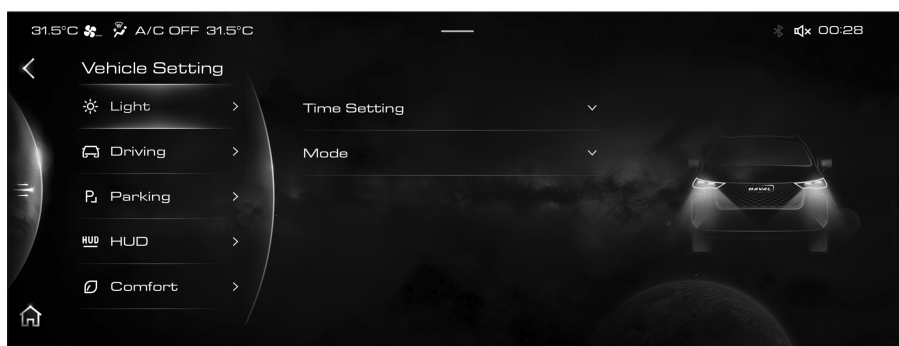 31.5°C A/C OFF 31.5°C
00:28
Vehicle Setting
Light
Time Setting
Driving
Mode
Parking
HUD HUD
Comfort
HAVAL